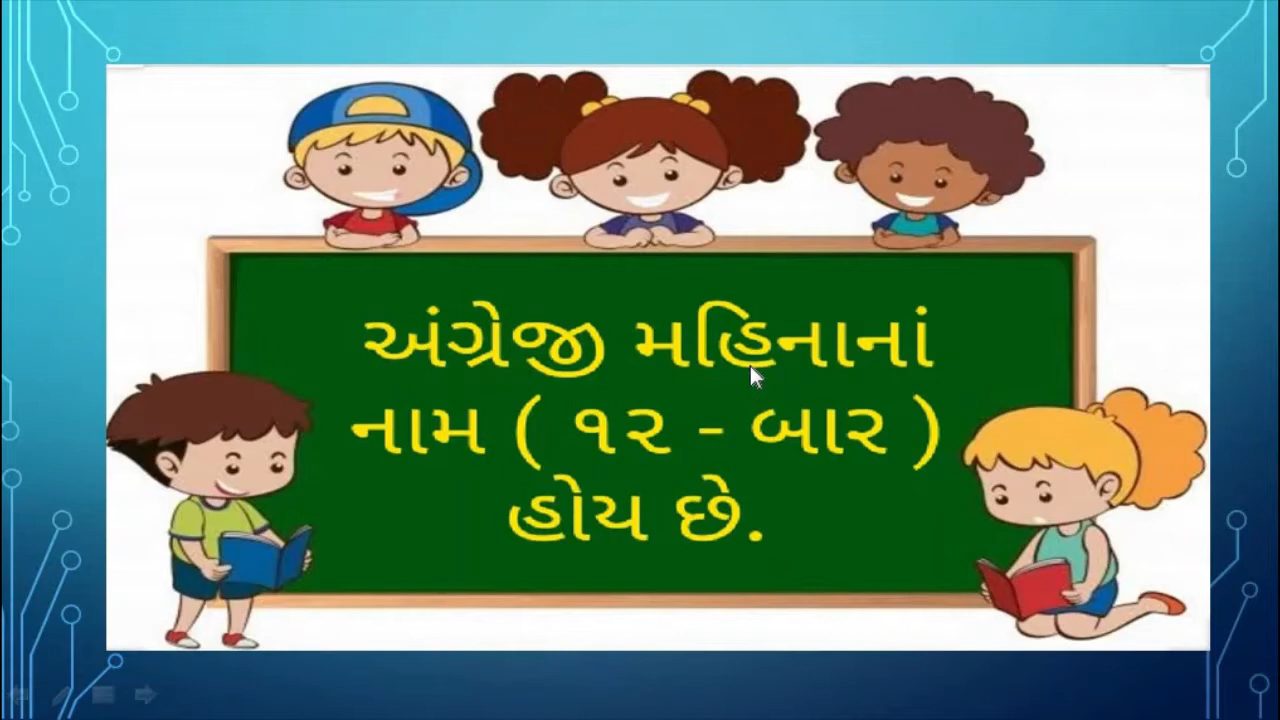 અંગ્રેજી મહિનાનાં
નામ ( ૧૨ - બાર )
હોય છે.